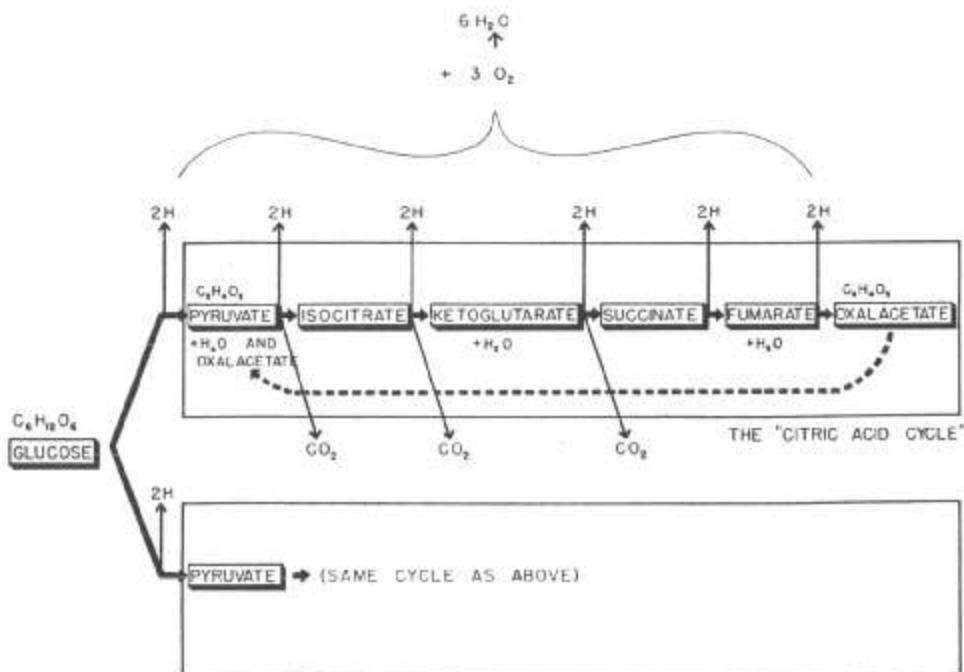 6 H₂O
+ 3 O₂
2H 2H 2H 2H 2H 2H
C₃H₄O₃ C₄H₄O₅
PYRUVATE ISOCITRATE KETOGLUTARATE SUCCINATE FUMARATE OXALACETATE
+H₂O AND +H₂O +H₂O
OXALACETATE
C₆H₁₂O₆
THE "CITRIC ACID CYCLE"
GLUCOSE
CO₂ CO₂ CO₂
2H
PYRUVATE (SAME CYCLE AS ABOVE)